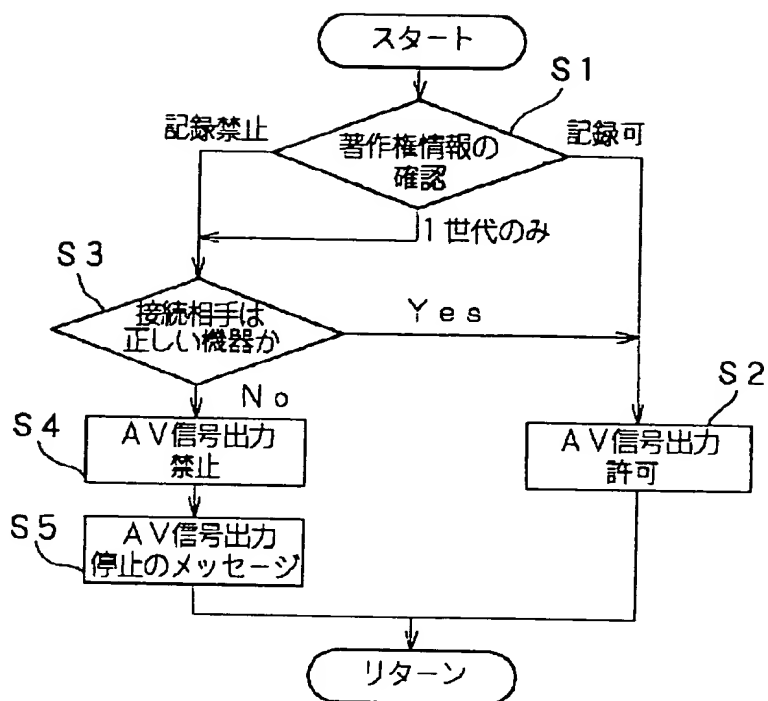 スタート
S1
記録禁止
記録可
著作権情報の
確認
1世代のみ
S3
接続相手は
正しい機器か
Yes
No
S2
S4
AV信号出力
禁止
AV信号出力
許可
S5
AV信号出力
停止のメッセージ
リターン